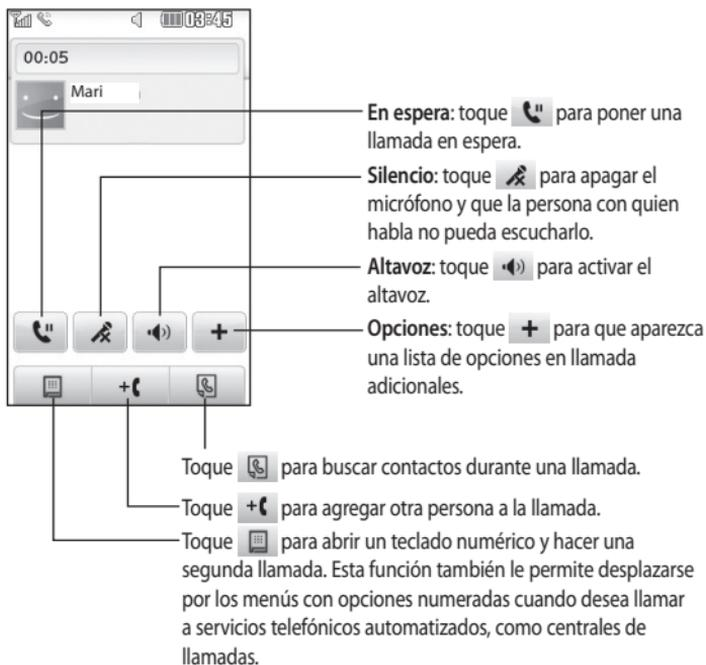 03:45
00:05
Mari
En espera: toque para poner una
llamada en espera.
Silencio: toque para apagar el
micrófono y que la persona con quien
habla no pueda escucharlo.
Altavoz: toque para activar el
altavoz.
Opciones: toque + para que aparezca
una lista de opciones en llamada
adicionales.
Toque para buscar contactos durante una llamada.
Toque para agregar otra persona a la llamada.
Toque para abrir un teclado numérico y hacer una
segunda llamada. Esta función también le permite desplazarse
por los menús con opciones numeradas cuando desea llamar
a servicios telefónicos automatizados, como centrales de
llamadas.